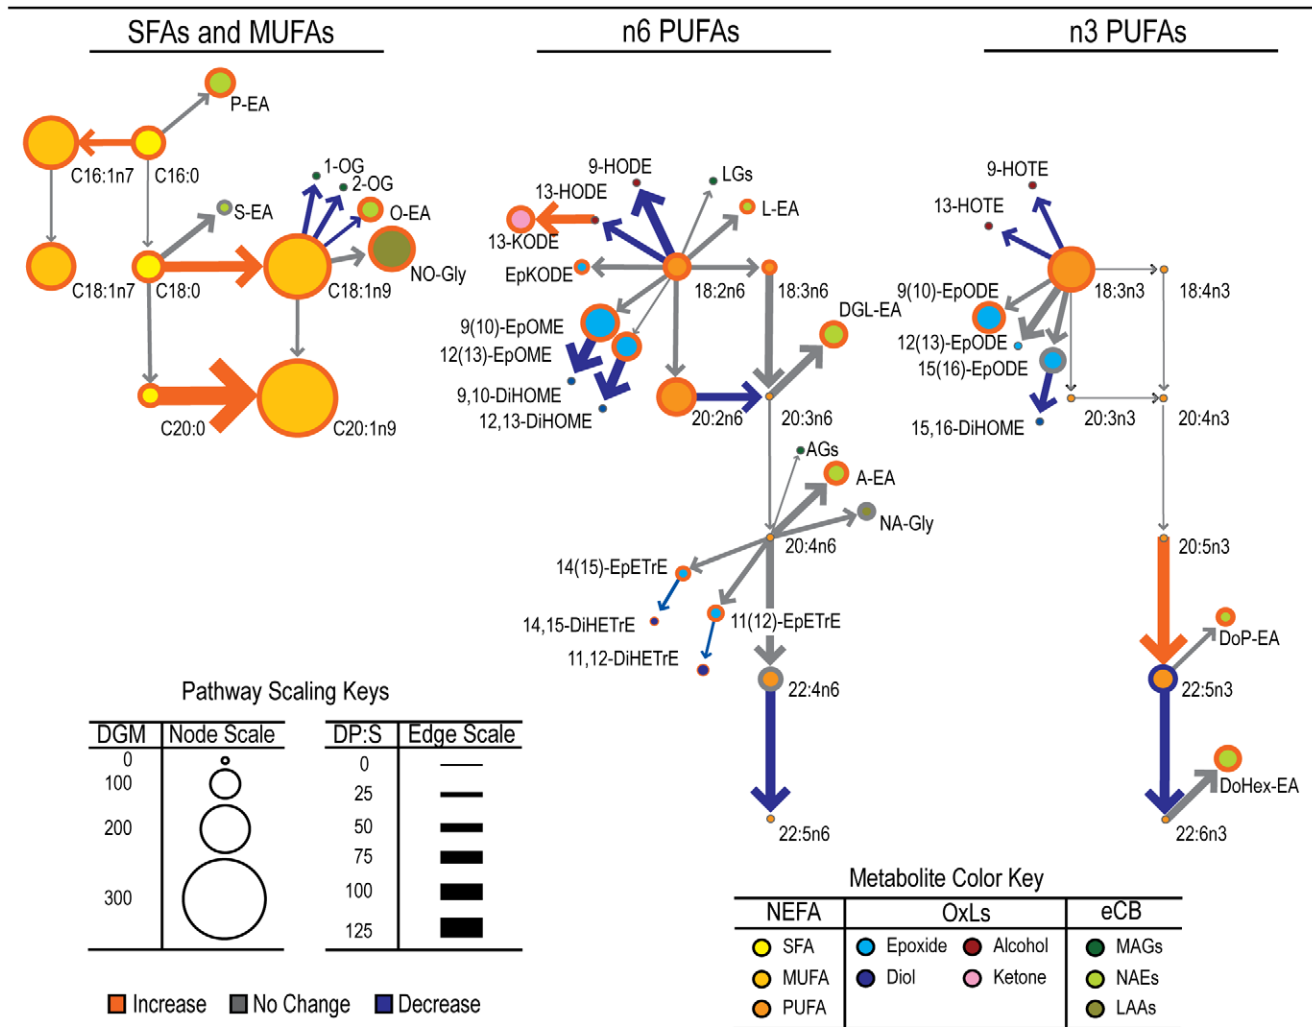 SFAs and MUFAs
n6 PUFAs
n3 PUFAs
P-EA
C16:1n7
C16:0
1-OG
2-OG
S-EA
O-EA
C18:1n7
C18:0
C18:1n9
NO-Gly
C20:0
C20:1n9
9-HODE
LGs
13-HODE
L-EA
13-KODE
EpKODE
18:2n6
18:3n6
9(10)-EpOME
DGL-EA
12(13)-EpOME
9,10-DiHOME
12,13-DiHOME
20:2n6
20:3n6
AGs
A-EA
NA-Gly
20:4n6
14(15)-EpETrE
14,15-DiHETrE
11(12)-EpETrE
11,12-DiHETrE
22:4n6
22:5n6
9-HOTE
13-HOTE
9(10)-EpODE
18:3n3
18:4n3
12(13)-EpODE
15(16)-EpODE
15,16-DiHOME
20:3n3
20:4n3
20:5n3
DoP-EA
22:5n3
DoHex-EA
22:6n3
Pathway Scaling Keys
DGM Node Scale
0
100
200
300
DP:S Edge Scale
0
25
50
75
100
125
Increase No Change Decrease
Metabolite Color Key
NEFA OxLs eCB
SFA Epoxide Alcohol MAGs
MUFA Diol Ketone NAEs
PUFA LAAs